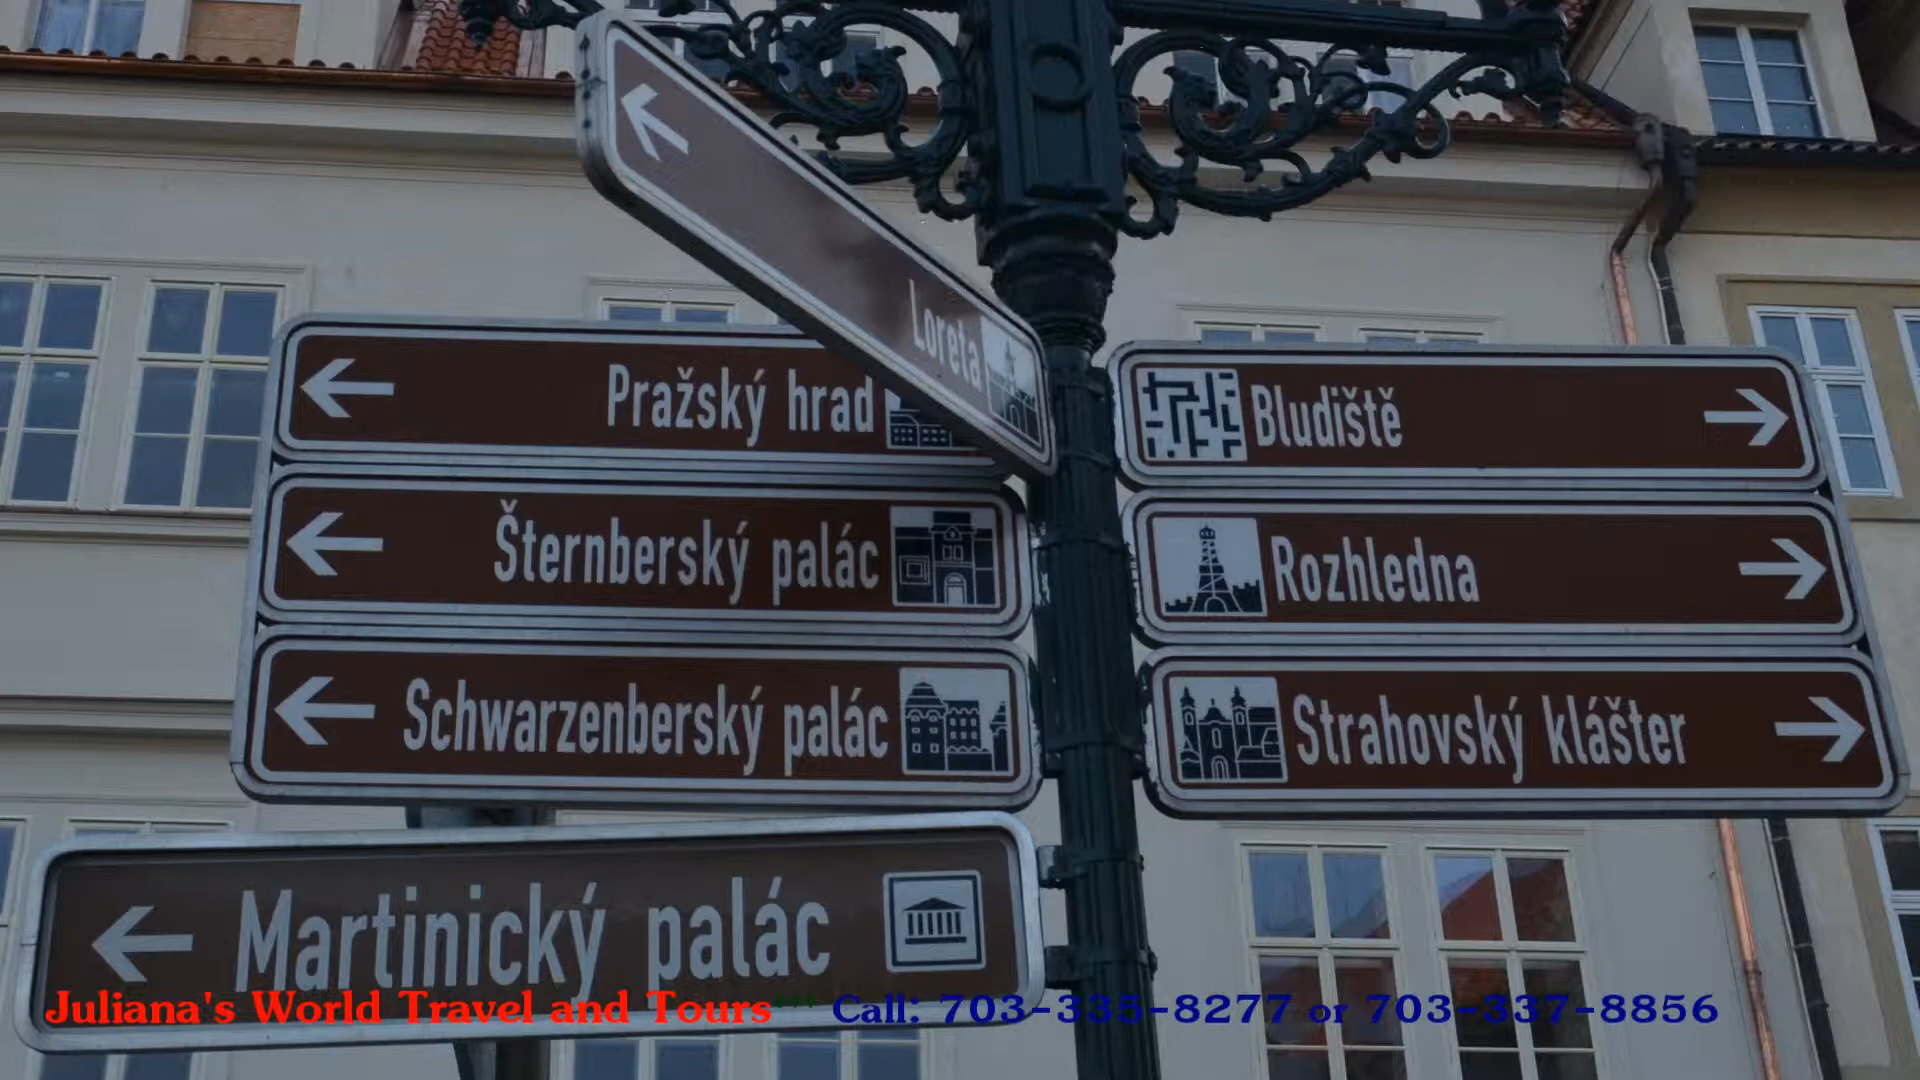 Loreta
Pražský hrad
Šternberský palác
Schwarzenberský palác
Martinický palác
Bludiště
Rozhledna
Strahovský klášter
Juliana's World Travel and Tours Call: 703-335-8277 or 703-337-8856